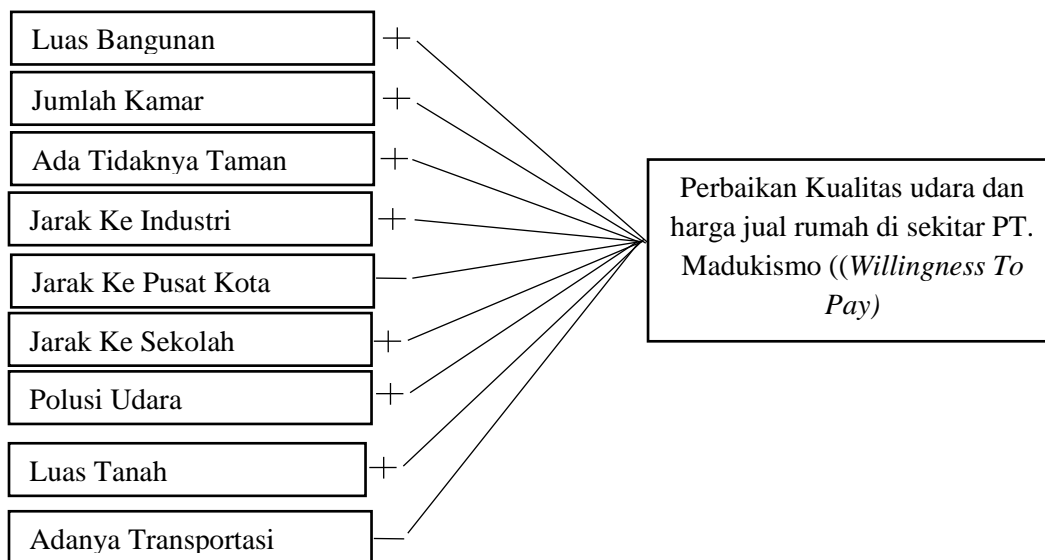 Luas Bangunan
+
Jumlah Kamar
+
Ada Tidaknya Taman
+
Jarak Ke Industri
+
Jarak Ke Pusat Kota
—
Jarak Ke Sekolah
+
Polusi Udara
+
Luas Tanah
+
Adanya Transportasi
—
Perbaikan Kualitas udara dan
harga jual rumah di sekitar PT.
Madukismo ((Willingness To
Pay)